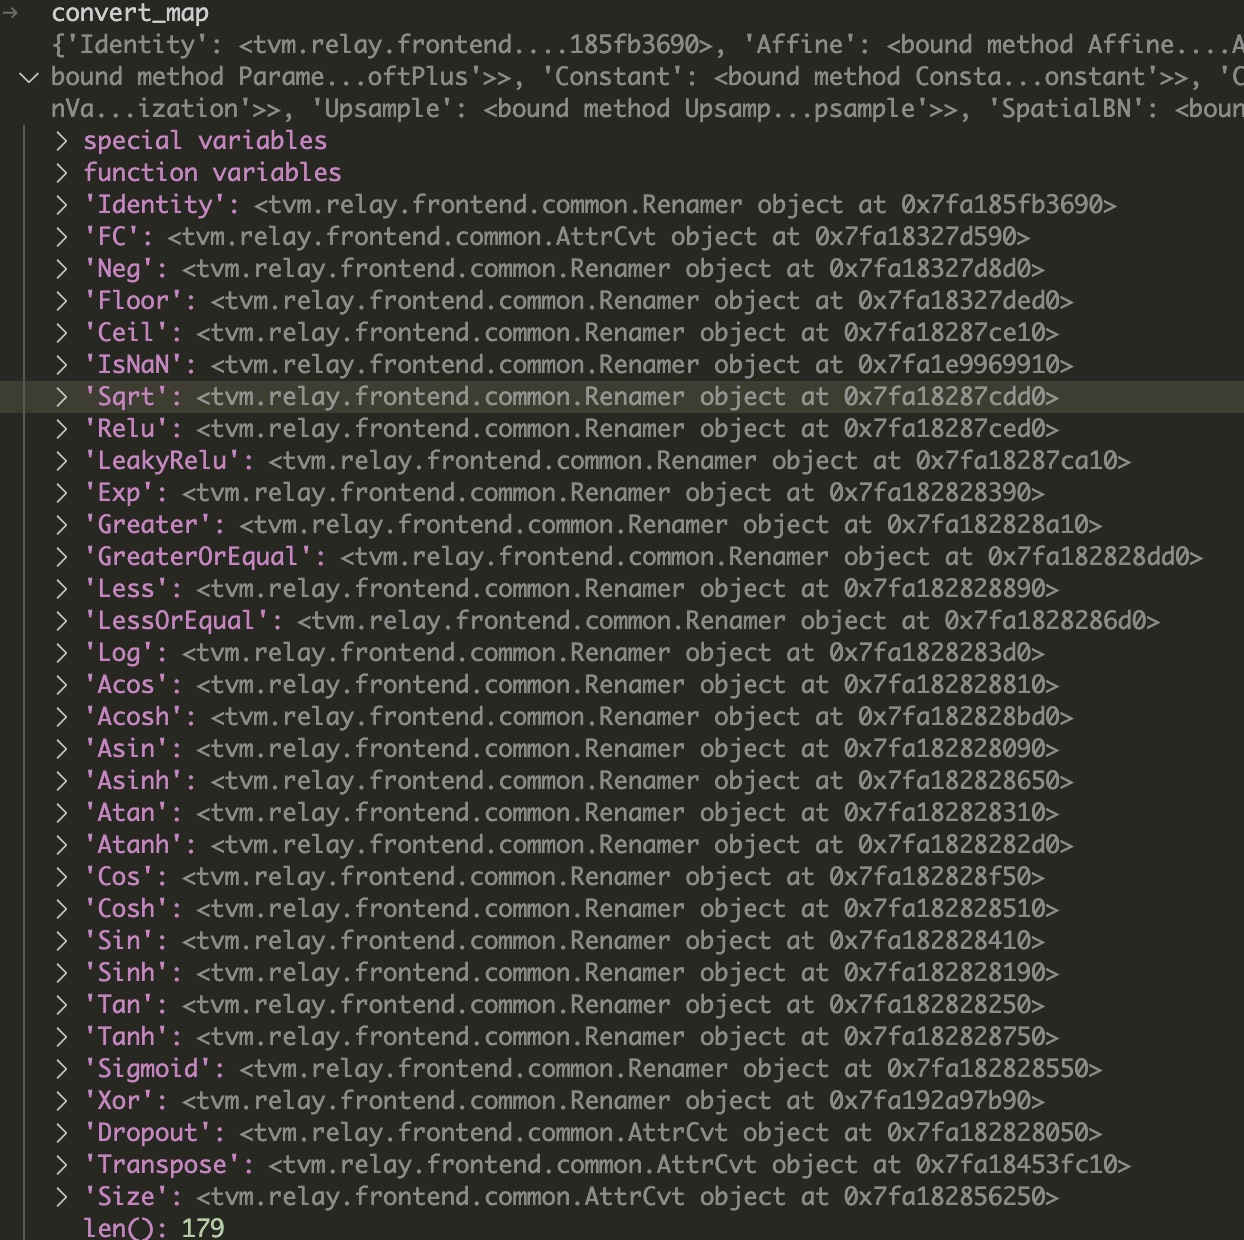 → convert_map
{'Identity': <tvm.relay.frontend....185fb3690>, 'Affine': <bound method Affine....A
bound method Parame...oftPlus'>>, 'Constant': <bound method Consta...onstant'>>, 'C
nVa...ization'>>, 'Upsample': <bound method Upsamp...psample'>>, 'SpatialBN': <boun
> special variables
> function variables
> 'Identity': <tvm.relay.frontend.common.Renamer object at 0x7fa185fb3690>
> 'FC': <tvm.relay.frontend.common.AttrCvt object at 0x7fa18327d590>
> 'Neg': <tvm.relay.frontend.common.Renamer object at 0x7fa18327d8d0>
> 'Floor': <tvm.relay.frontend.common.Renamer object at 0x7fa18327ded0>
> 'Ceil': <tvm.relay.frontend.common.Renamer object at 0x7fa18287ce10>
> 'IsNaN': <tvm.relay.frontend.common.Renamer object at 0x7fa1e9969910>
> 'Sqrt': <tvm.relay.frontend.common.Renamer object at 0x7fa18287cdd0>
> 'Relu': <tvm.relay.frontend.common.Renamer object at 0x7fa18287ced0>
> 'LeakyRelu': <tvm.relay.frontend.common.Renamer object at 0x7fa18287ca10>
> 'Exp': <tvm.relay.frontend.common.Renamer object at 0x7fa182828390>
> 'Greater': <tvm.relay.frontend.common.Renamer object at 0x7fa182828a10>
> 'GreaterOrEqual': <tvm.relay.frontend.common.Renamer object at 0x7fa182828dd0>
> 'Less': <tvm.relay.frontend.common.Renamer object at 0x7fa182828890>
> 'LessOrEqual': <tvm.relay.frontend.common.Renamer object at 0x7fa1828286d0>
> 'Log': <tvm.relay.frontend.common.Renamer object at 0x7fa1828283d0>
> 'Acos': <tvm.relay.frontend.common.Renamer object at 0x7fa182828810>
> 'Acosh': <tvm.relay.frontend.common.Renamer object at 0x7fa182828bd0>
> 'Asin': <tvm.relay.frontend.common.Renamer object at 0x7fa182828090>
> 'Asinh': <tvm.relay.frontend.common.Renamer object at 0x7fa182828650>
> 'Atan': <tvm.relay.frontend.common.Renamer object at 0x7fa182828310>
> 'Atanh': <tvm.relay.frontend.common.Renamer object at 0x7fa1828282d0>
> 'Cos': <tvm.relay.frontend.common.Renamer object at 0x7fa182828f50>
> 'Cosh': <tvm.relay.frontend.common.Renamer object at 0x7fa182828510>
> 'Sin': <tvm.relay.frontend.common.Renamer object at 0x7fa182828410>
> 'Sinh': <tvm.relay.frontend.common.Renamer object at 0x7fa182828190>
> 'Tan': <tvm.relay.frontend.common.Renamer object at 0x7fa182828250>
> 'Tanh': <tvm.relay.frontend.common.Renamer object at 0x7fa182828750>
> 'Sigmoid': <tvm.relay.frontend.common.Renamer object at 0x7fa182828550>
> 'Xor': <tvm.relay.frontend.common.Renamer object at 0x7fa192a97b90>
> 'Dropout': <tvm.relay.frontend.common.AttrCvt object at 0x7fa182828050>
> 'Transpose': <tvm.relay.frontend.common.AttrCvt object at 0x7fa18453fc10>
> 'Size': <tvm.relay.frontend.common.AttrCvt object at 0x7fa182856250>
len(): 179